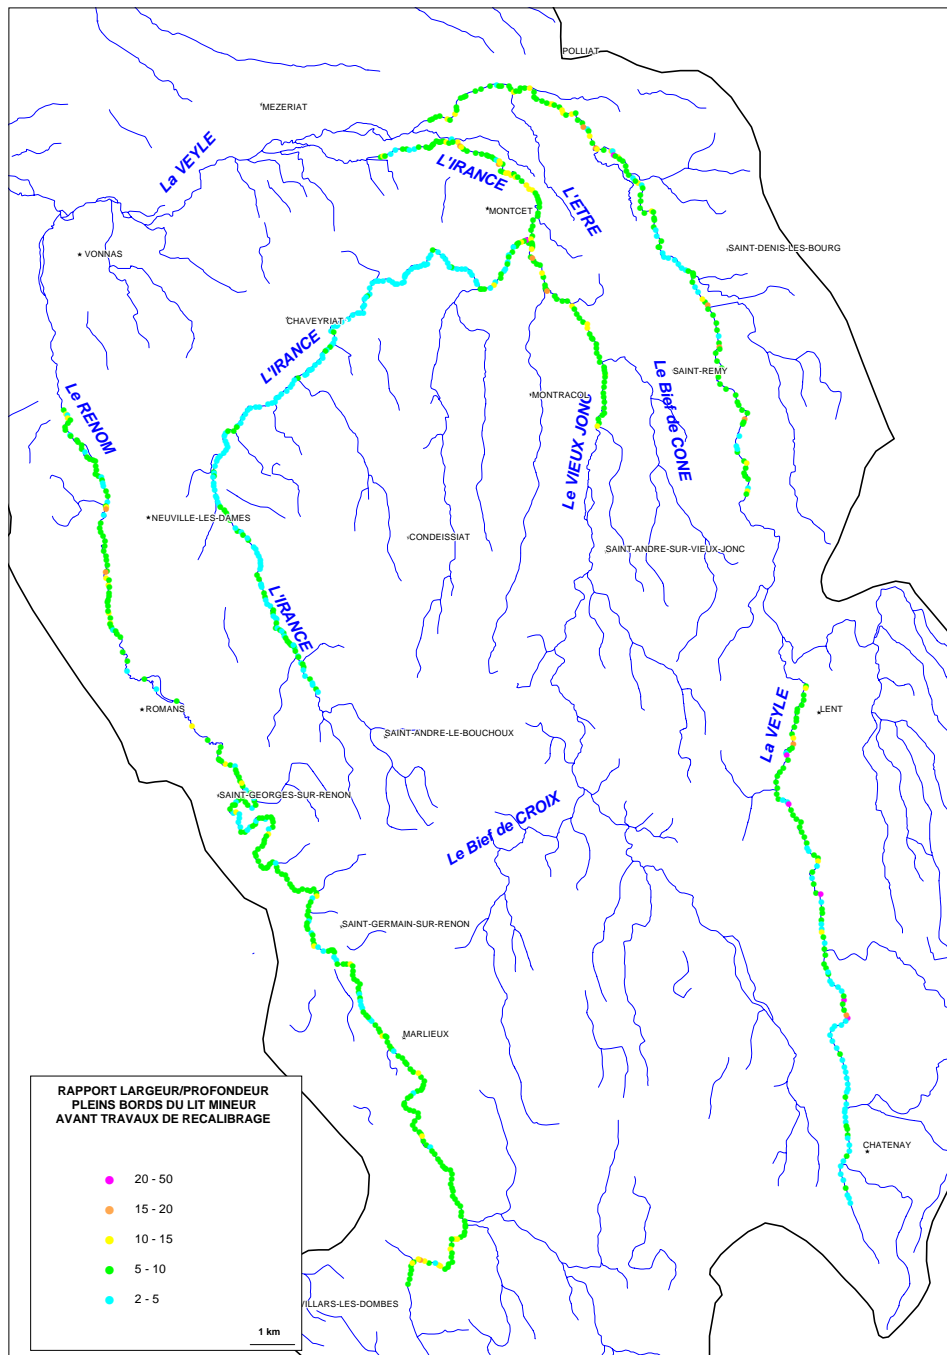 POLLIAT
MEZERIAT
La VEYLE
L'IRANCE
MONTCET
L'ETRE
VONNAS
SAINT-DENIS-LES-BOURG
CHAVEYRIAT
L'IRANCE
SAINT-REMY
Le RENOM
MONTRACOL
Le Bief de CONE
Le VIEUX JONC
NEUVILLE-LES-DAMES
CONDEISSIAT
SAINT-ANDRE-SUR-VIEUX-JONC
L'IRANCE
ROMANS
La VEYLE
LENT
SAINT-ANDRE-LE-BOUCHOUX
SAINT-GEORGES-SUR-RENON
Le Bief de CROIX
SAINT-GERMAIN-SUR-RENON
MARLIEUX
CHATENAY
RAPPORT LARGEUR/PROFONDEUR
PLEINS BORDS DU LIT MINEUR
AVANT TRAVAUX DE RECALIBRAGE
20 - 50
15 - 20
10 - 15
5 - 10
2 - 5
VILLARS-LES-DOMBES
1 km